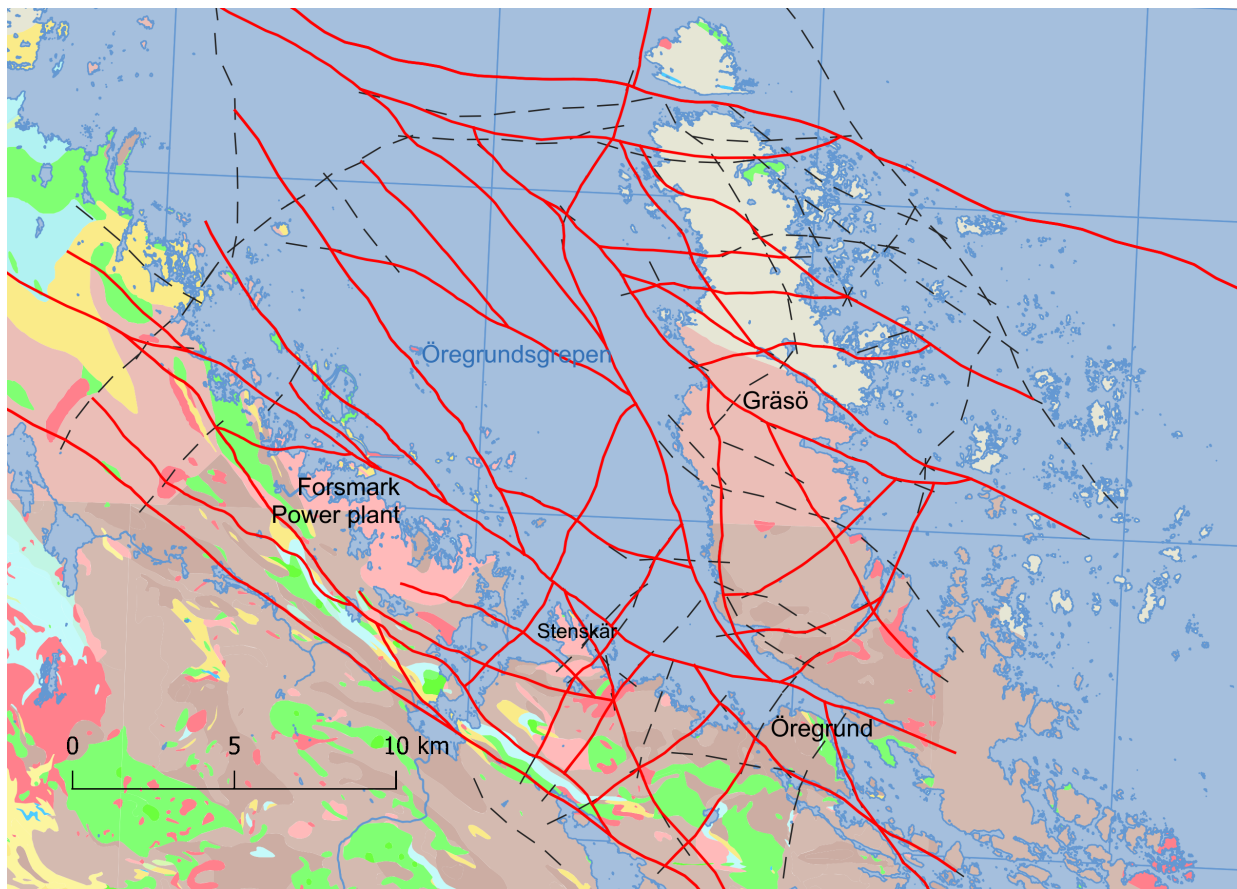 Öregrundsgrepen
Gräsö
Forsmark
Power plant
Stenskär
Öregrund
0 5 10 km